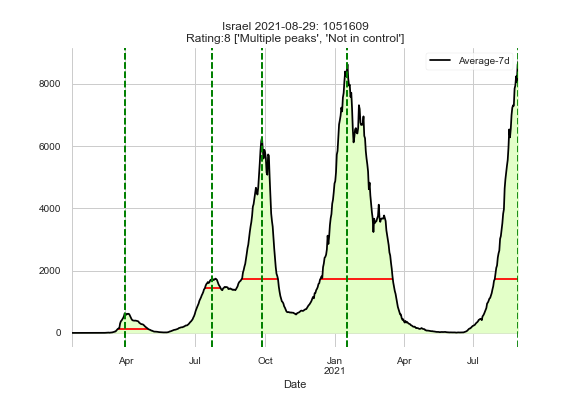 Israel 2021-08-29: 1051609
Rating:8 ['Multiple peaks', 'Not in control']
Average-7d
8000
6000
4000
2000
0
Apr
Jul
Oct
Jan
2021
Apr
Jul
Date